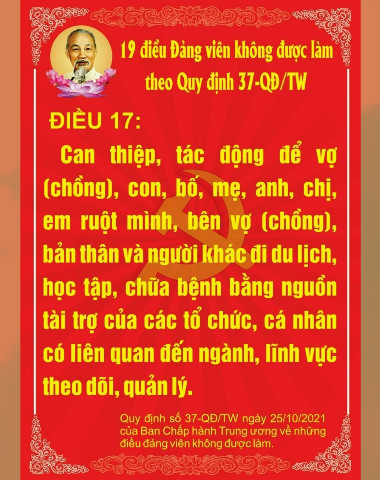 19 điều Đảng viên không được làm
theo Quy định 37-QĐ/TW
ĐIỀU 17:
Can thiệp, tác động để vợ
(chồng), con, bố, mẹ, anh, chị,
em ruột mình, bên vợ (chồng),
bản thân và người khác đi du lịch,
học tập, chữa bệnh bằng nguồn
tài trợ của các tổ chức, cá nhân
có liên quan đến ngành, lĩnh vực
theo dõi, quản lý.
Quy định số 37-QĐ/TW ngày 25/10/2021
của Ban Chấp hành Trung ương về những
điều đảng viên không được làm.